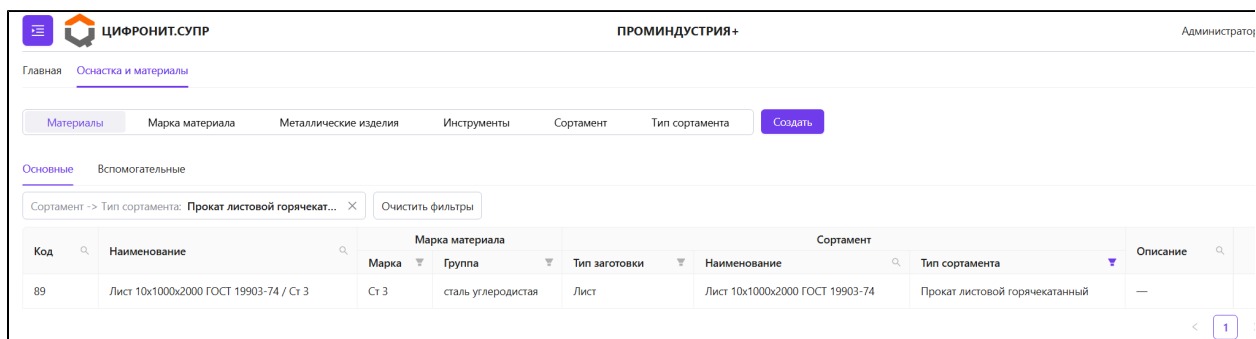 ЦИФРОНИТ.СУПР ПРОМИНДУСТРИЯ+ Администратор
Главная Оснастка и материалы
Материалы Марка материала Металлические изделия Инструменты Сортамент Тип сортамента Создать
Основные Вспомогательные
Сортамент -> Тип сортамента: Прокат листовой горячекат... Очистить фильтры
Код Наименование Марка материала Сортамент Описание
Марка Группа Тип заготовки Наименование Тип сортамента
89 Лист 10х1000х2000 ГОСТ 19903-74 / Ст 3 Ст 3 сталь углеродистая Лист Лист 10х1000х2000 ГОСТ 19903-74 Прокат листовой горячекатанный —
< 1